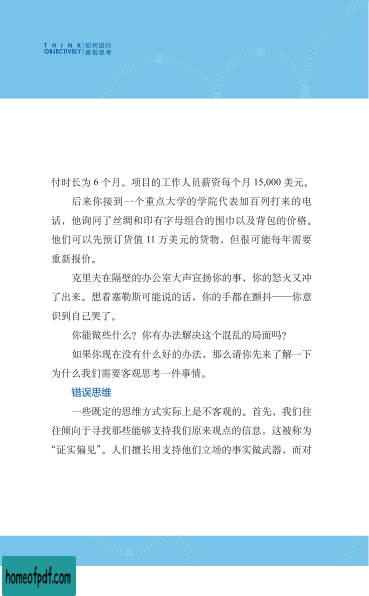 THINK 如何进行
OBJECTIVELY 客观思考
付时长为 6 个月。项目的工作人员薪资每个月 15,000 美元。
后来你接到一个重点大学的学院代表加百列打来的电
话，他询问了丝绸和印有字母组合的围巾以及背包的价格。
他们可以先预订货值 11 万美元的货物，但很可能每年需要
重新报价。
克里夫在隔壁的办公室大声宣扬你的事，你的怒火又冲
了出来。想着塞勒斯可能说的话，你的手都在颤抖——你意
识到自己哭了。
你能做些什么？你有办法解决这个混乱的局面吗？
如果你现在没有什么好的办法，那么请你先来了解一下
为什么我们需要客观思考一件事情。
错误思维
一些既定的思维方式实际上是不客观的。首先，我们往
往倾向于寻找那些能够支持我们原来观点的信息，这被称为
“证实偏见”。人们擅长用支持他们立场的事实做武器，而对
homeofpdf.com